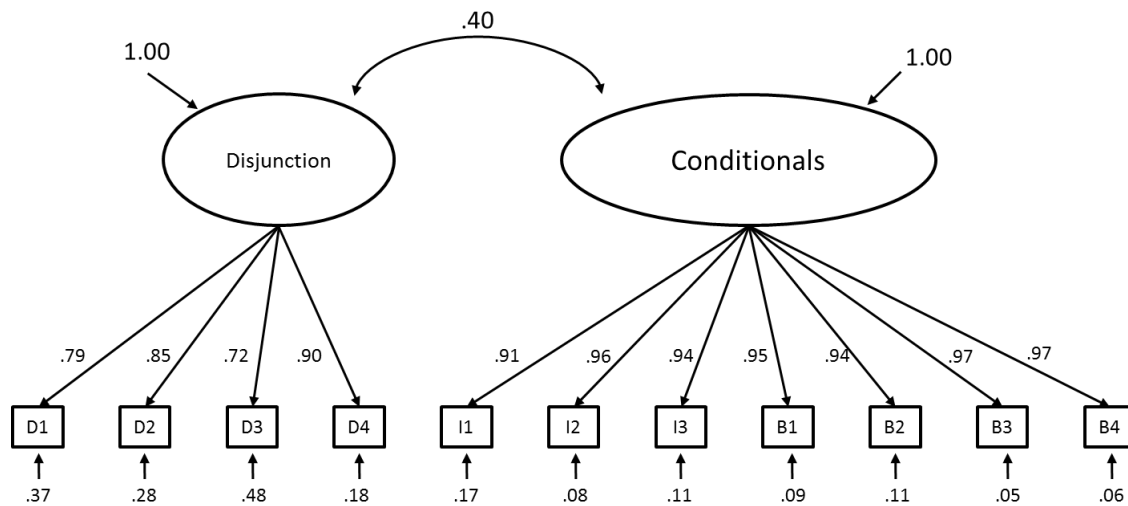 .40
1.00
1.00
Disjunction
Conditionals
.79
.85
.72
.90
.91
.96
.94
.95
.94
.97
.97
D1
D2
D3
D4
I1
I2
I3
B1
B2
B3
B4
.37
.28
.48
.18
.17
.08
.11
.09
.11
.05
.06